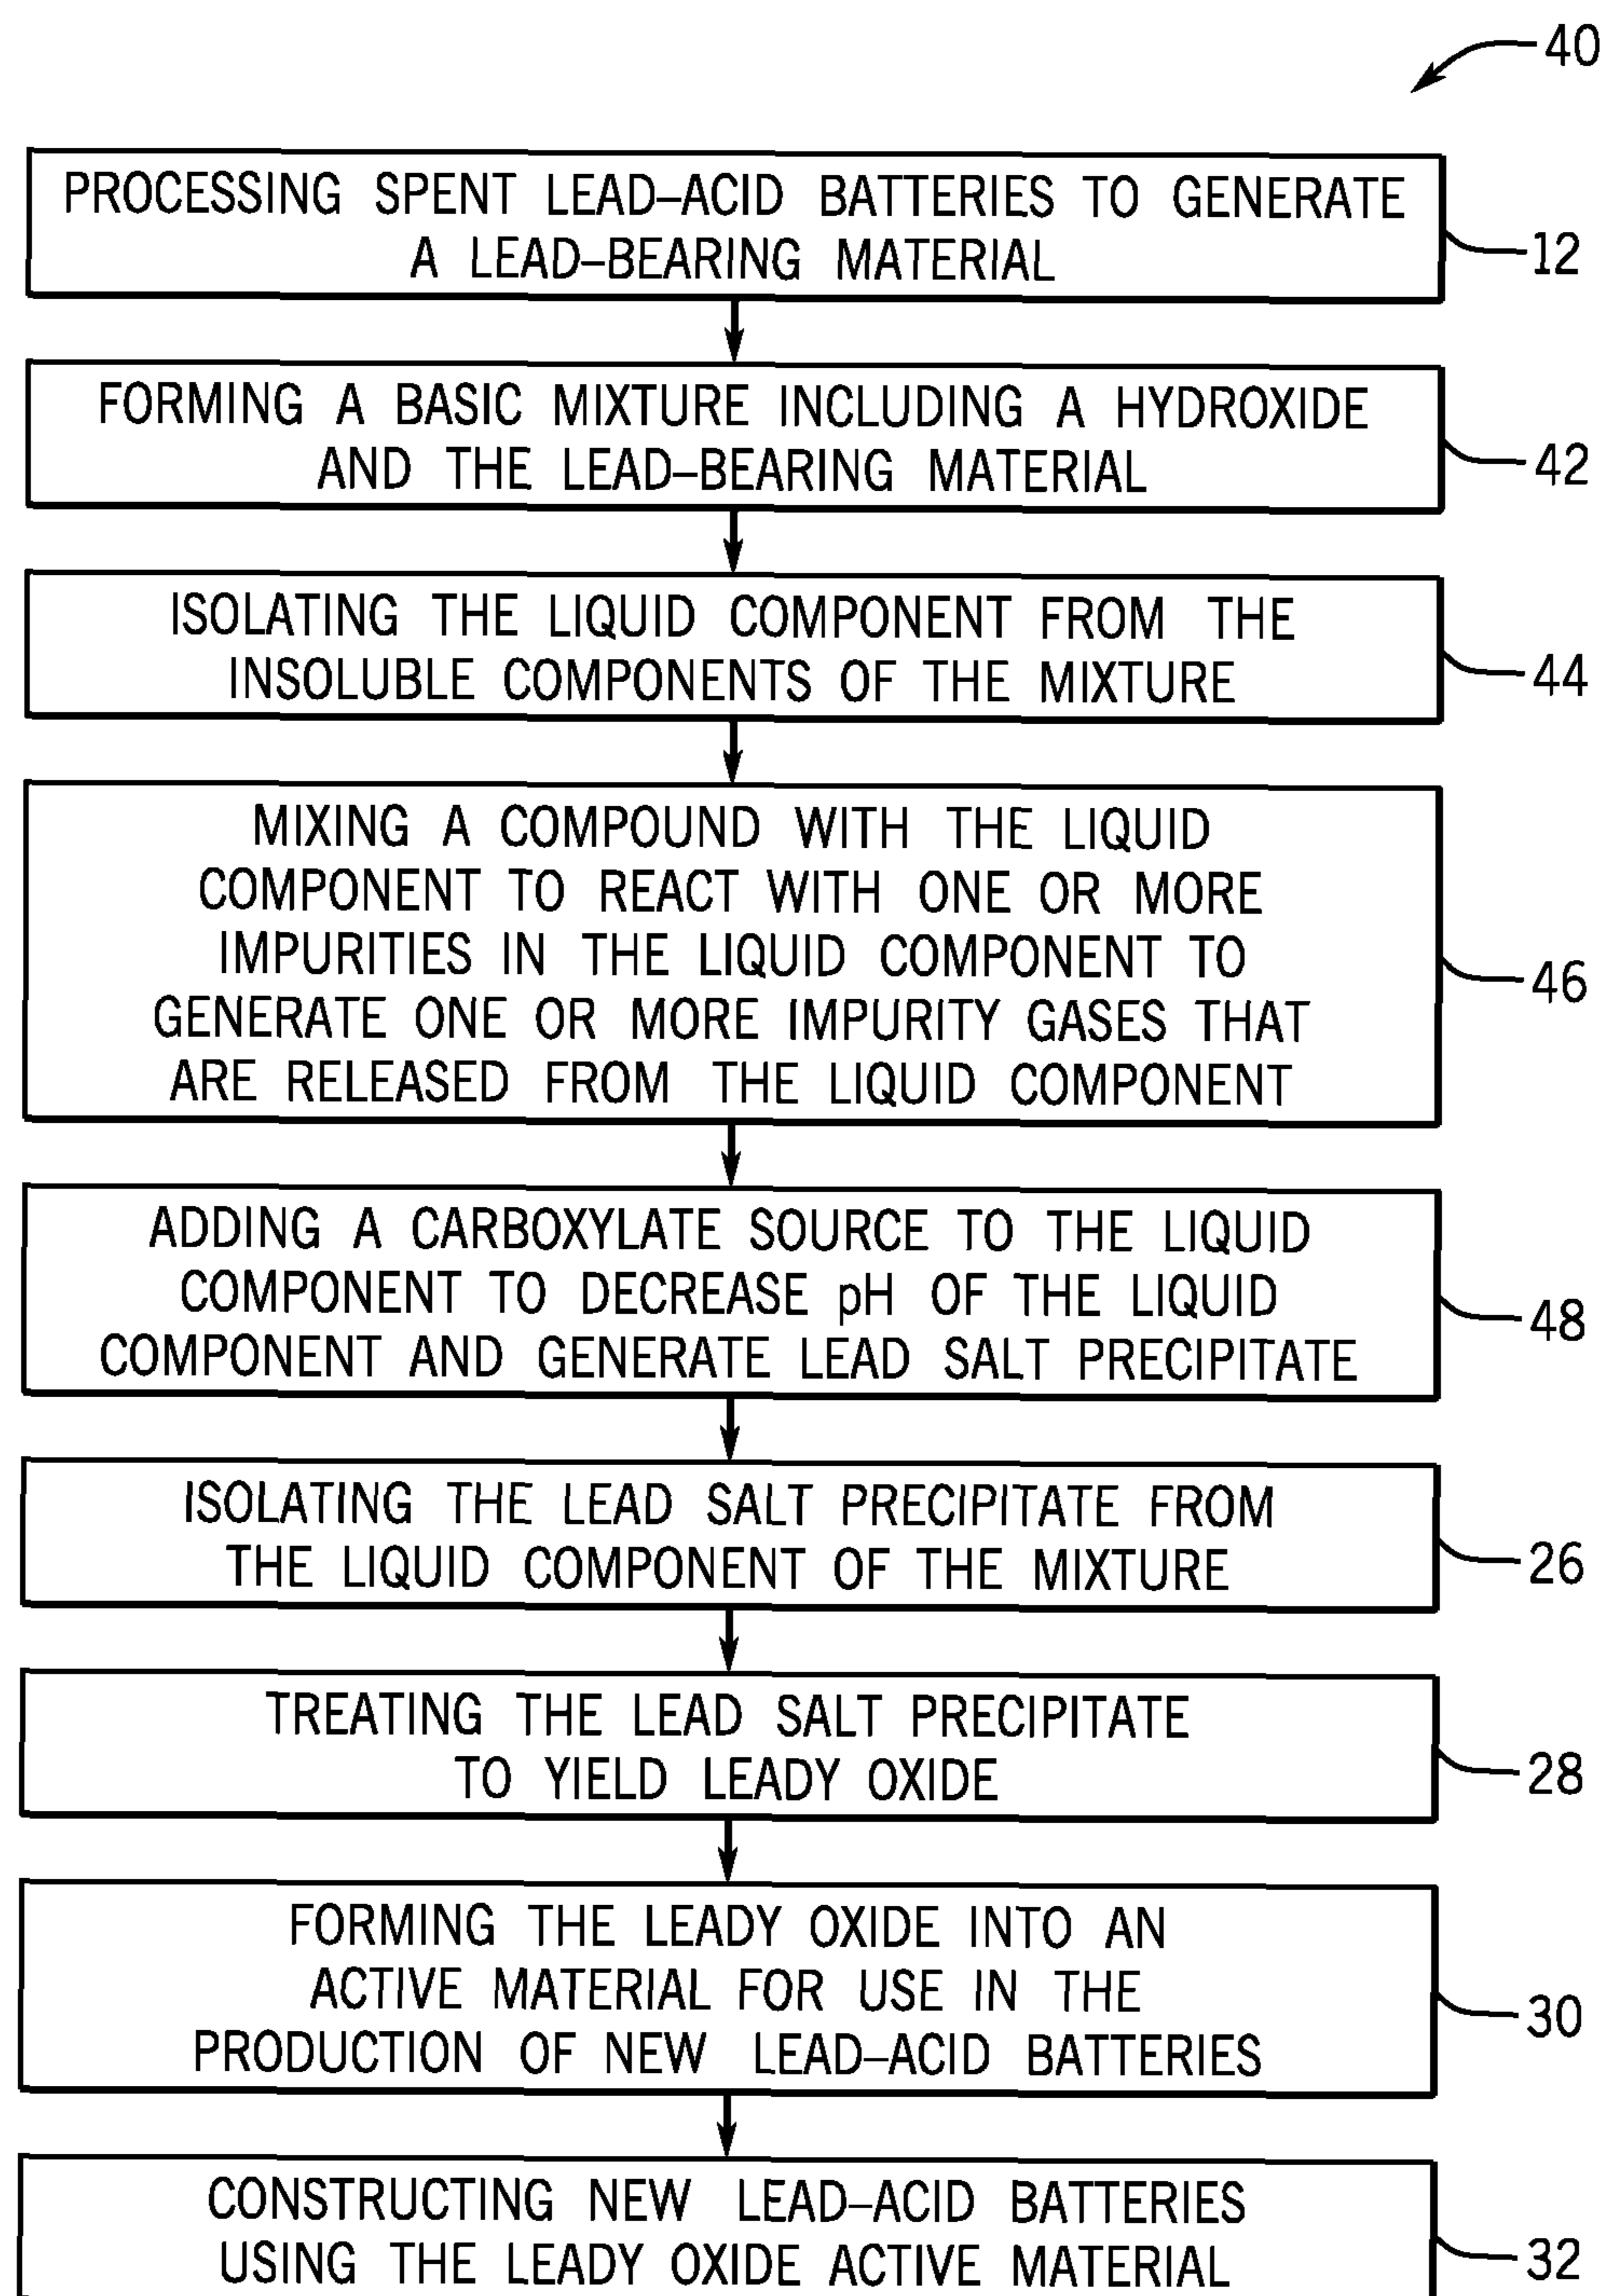 40
PROCESSING SPENT LEAD–ACID BATTERIES TO GENERATE
A LEAD–BEARING MATERIAL
12
FORMING A BASIC MIXTURE INCLUDING A HYDROXIDE
AND THE LEAD–BEARING MATERIAL
42
ISOLATING THE LIQUID COMPONENT FROM THE
INSOLUBLE COMPONENTS OF THE MIXTURE
44
MIXING A COMPOUND WITH THE LIQUID
COMPONENT TO REACT WITH ONE OR MORE
IMPURITIES IN THE LIQUID COMPONENT TO
GENERATE ONE OR MORE IMPURITY GASES THAT
ARE RELEASED FROM THE LIQUID COMPONENT
46
ADDING A CARBOXYLATE SOURCE TO THE LIQUID
COMPONENT TO DECREASE pH OF THE LIQUID
COMPONENT AND GENERATE LEAD SALT PRECIPITATE
48
ISOLATING THE LEAD SALT PRECIPITATE FROM
THE LIQUID COMPONENT OF THE MIXTURE
26
TREATING THE LEAD SALT PRECIPITATE
TO YIELD LEADY OXIDE
28
FORMING THE LEADY OXIDE INTO AN
ACTIVE MATERIAL FOR USE IN THE
PRODUCTION OF NEW LEAD–ACID BATTERIES
30
CONSTRUCTING NEW LEAD–ACID BATTERIES
USING THE LEADY OXIDE ACTIVE MATERIAL
32